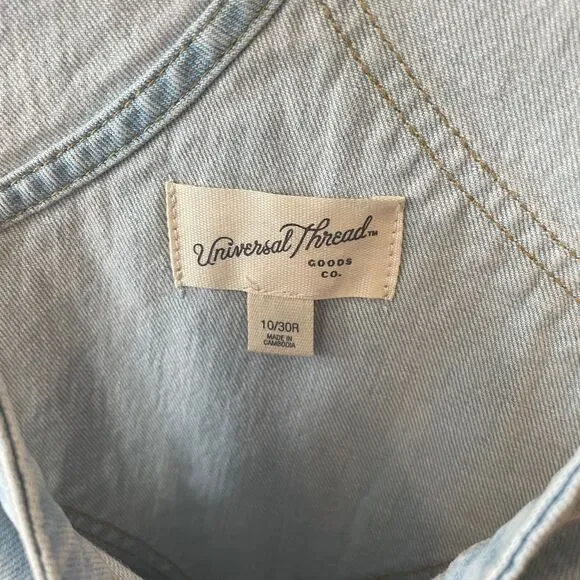 Universal Thread™
GOODS
CO.
10/30R
MADE IN
CAMBODIA